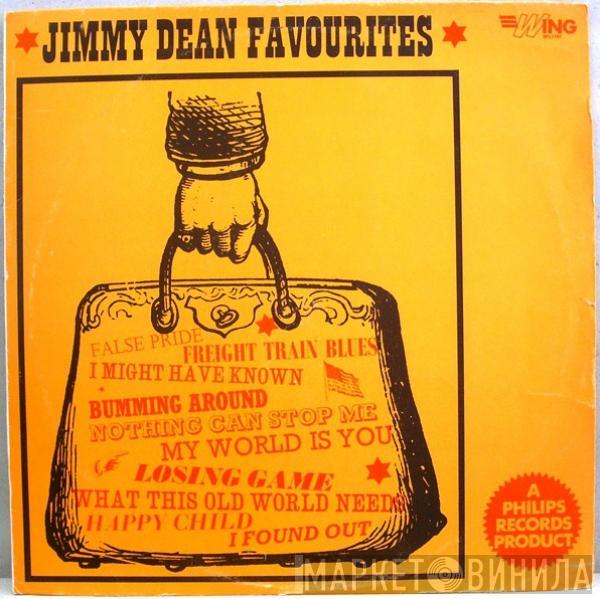 JIMMY DEAN FAVOURITES
WING
FALSE PRIDE
FREIGHT TRAIN BLUES
I MIGHT HAVE KNOWN
BUMMING AROUND
NOTHING CAN STOP ME
MY WORLD IS YOU
LOSING GAME
WHAT THIS OLD WORLD NEEDS
HAPPY CHILD
I FOUND OUT
A
PHILIPS
RECORDS
PRODUCT
МАРКЕТ ВИНИЛА